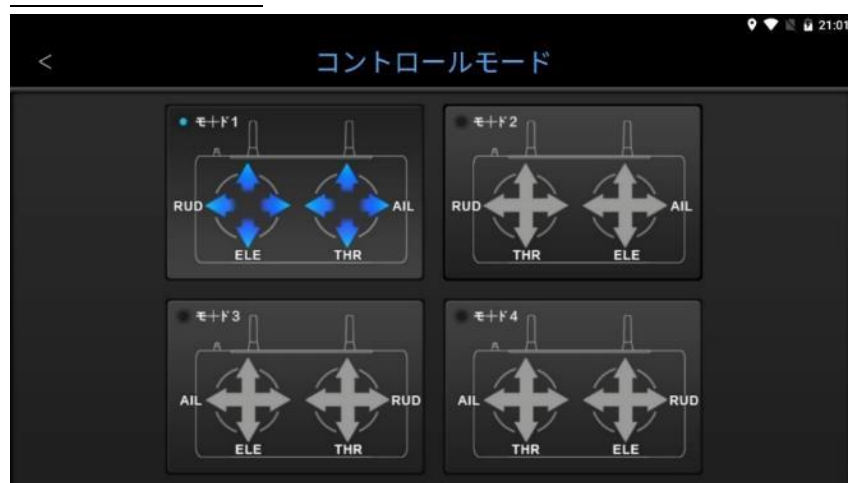 21:01
< コントロールモード
モード1
RUD AIL
ELE THR
モード2
RUD AIL
THR ELE
モード3
AIL RUD
ELE THR
モード4
AIL RUD
THR ELE